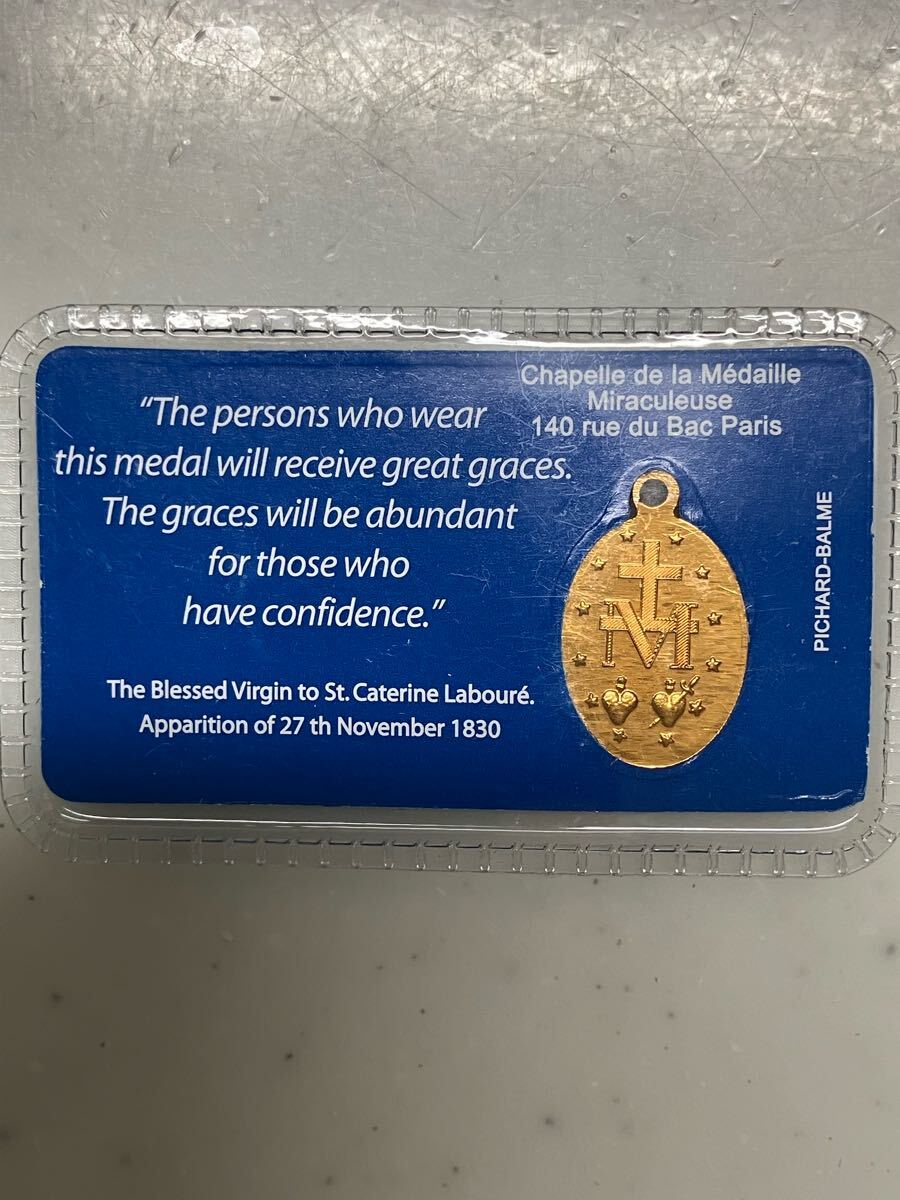 “The persons who wear
this medal will receive great graces.
The graces will be abundant
for those who
have confidence.”
The Blessed Virgin to St. Caterine Labouré.
Apparition of 27 th November 1830
Chapelle de la Médaille
Miraculeuse
140 rue du Bac Paris
M
PICHARD-BALME